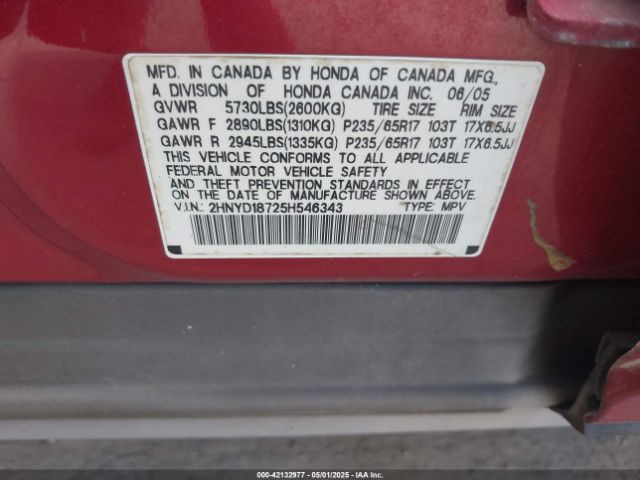 MFD. IN CANADA BY HONDA OF CANADA MFG.,
A DIVISION OF HONDA CANADA INC. 06/05
GVWR 5730LBS(2600KG) TIRE SIZE RIM SIZE
GAWR F 2890LBS(1310KG) P235/65R17 103T 17X6.5JJ
GAWR R 2945LBS(1335KG) P235/65R17 103T 17X6.5JJ
THIS VEHICLE CONFORMS TO ALL APPLICABLE
FEDERAL MOTOR VEHICLE SAFETY
AND THEFT PREVENTION STANDARDS IN EFFECT
ON THE DATE OF MANUFACTURE SHOWN ABOVE.
V.I.N.: 2HNYD18725H546343 TYPE: MPV
000-42132977 — 05/01/2025 — IAA Inc.